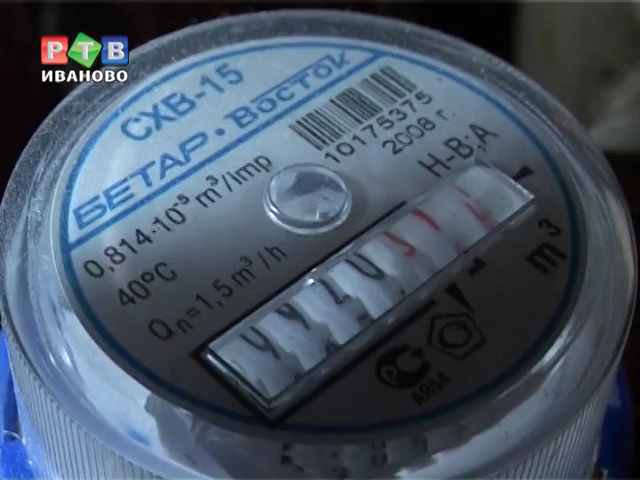 РТВ
ИВАНОВО
СХВ-15
БЕТАР·ВОСТОК
10175375
2008 г.
0,814·10⁻⁵ m³/imp
40°C
Qn=1,5 m³/h
H-B;A
m³